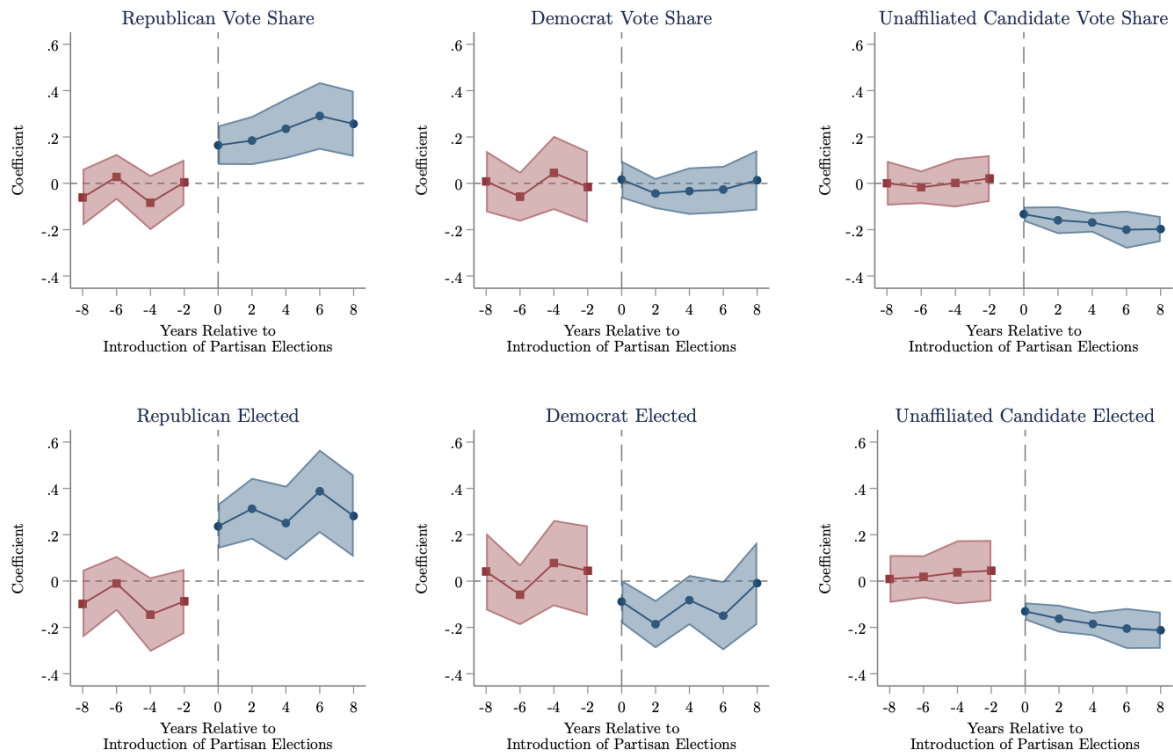 Republican Vote Share
Democrat Vote Share
Unaffiliated Candidate Vote Share
.6
.4
.2
0
-.2
-.4
Coefficient
-8 -6 -4 -2 0 2 4 6 8
Years Relative to
Introduction of Partisan Elections
.6
.4
.2
0
-.2
-.4
Coefficient
-8 -6 -4 -2 0 2 4 6 8
Years Relative to
Introduction of Partisan Elections
.6
.4
.2
0
-.2
-.4
Coefficient
-8 -6 -4 -2 0 2 4 6 8
Years Relative to
Introduction of Partisan Elections
Republican Elected
Democrat Elected
Unaffiliated Candidate Elected
.6
.4
.2
0
-.2
-.4
Coefficient
-8 -6 -4 -2 0 2 4 6 8
Years Relative to
Introduction of Partisan Elections
.6
.4
.2
0
-.2
-.4
Coefficient
-8 -6 -4 -2 0 2 4 6 8
Years Relative to
Introduction of Partisan Elections
.6
.4
.2
0
-.2
-.4
Coefficient
-8 -6 -4 -2 0 2 4 6 8
Years Relative to
Introduction of Partisan Elections